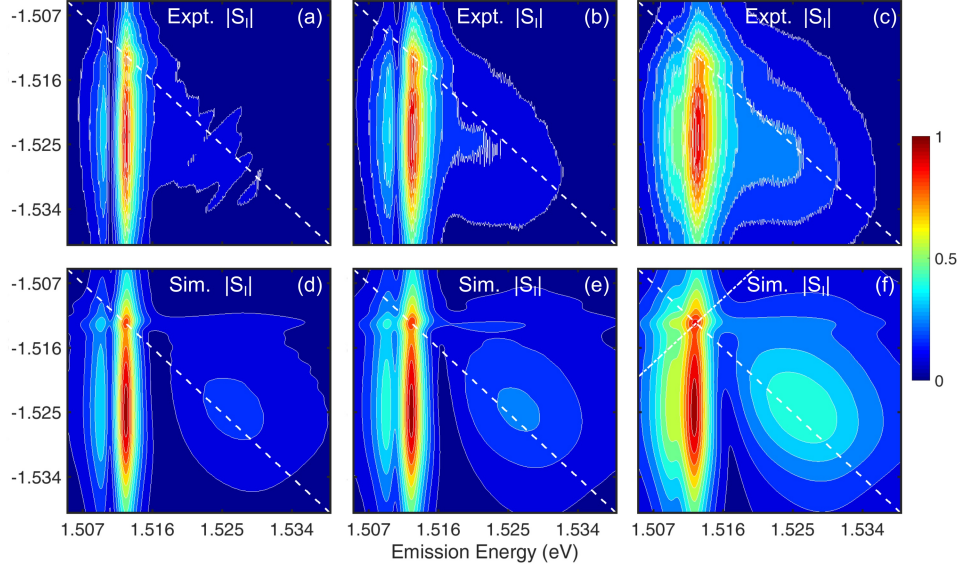 Expt. |S_I| (a)
Expt. |S_I| (b)
Expt. |S_I| (c)
-1.507
-1.516
-1.525
-1.534
1
0.5
0
Sim. |S_I| (d)
Sim. |S_I| (e)
Sim. |S_I| (f)
-1.507
-1.516
-1.525
-1.534
1.507 1.516 1.525 1.534
1.507 1.516 1.525 1.534
1.507 1.516 1.525 1.534
Emission Energy (eV)